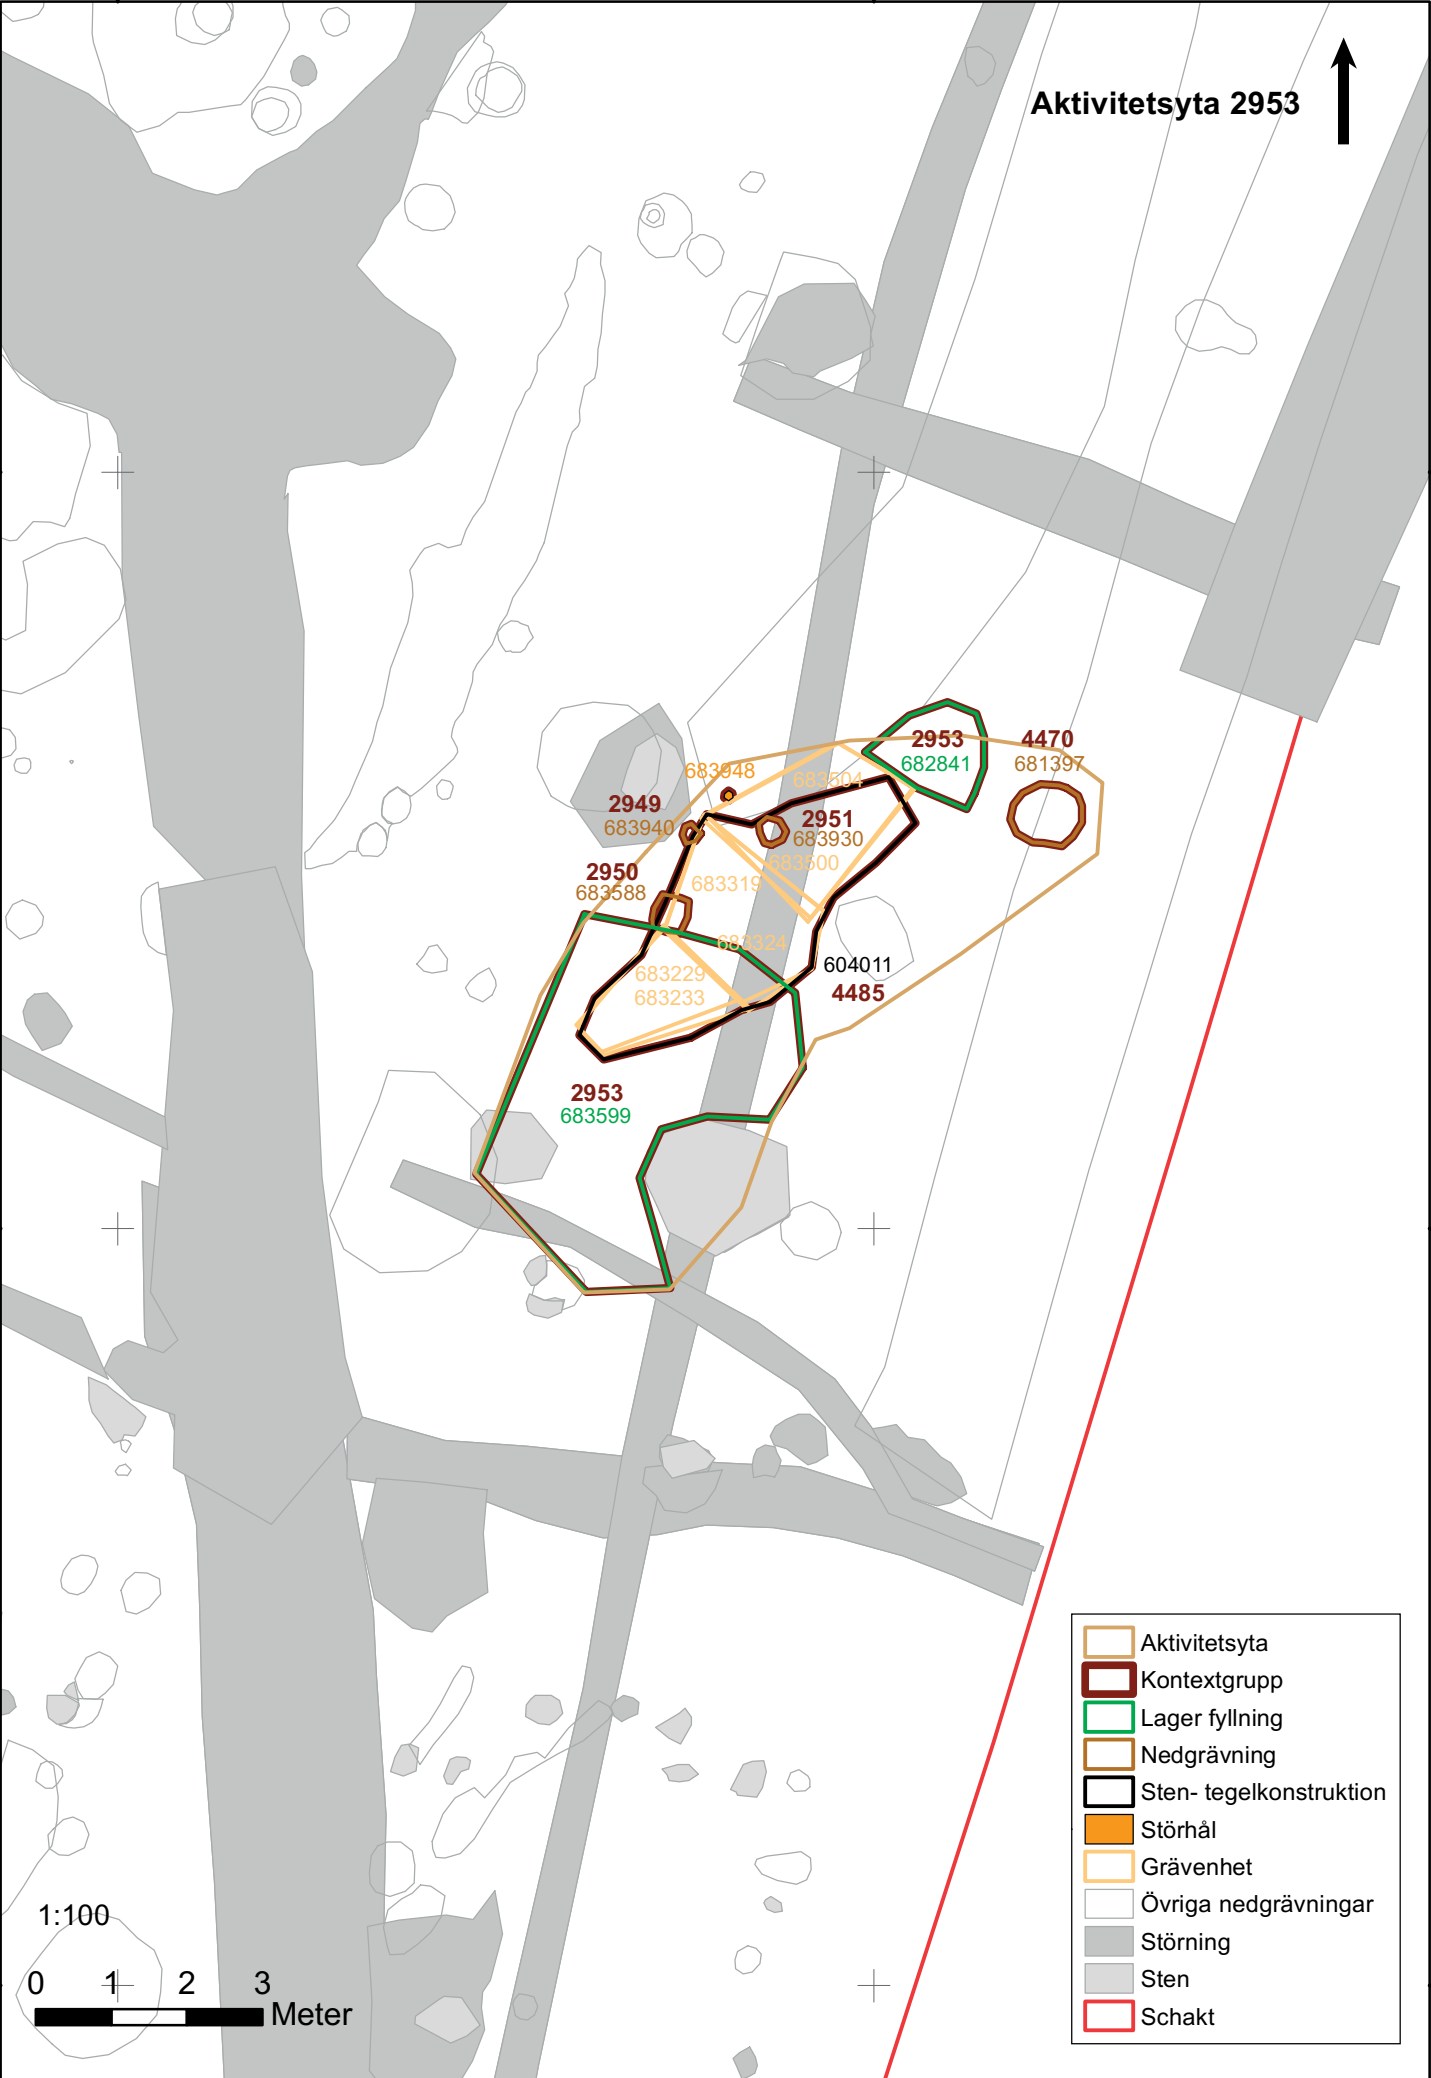 Aktivitetsyta 2953
2953
682841
4470
681397
683948
683504
2949
683940
2951
683930
683500
2950
683588
683319
683324
683229
683233
604011
4485
2953
683599
Aktivitetsyta
Kontextgrupp
Lager fyllning
Nedgrävning
Sten- tegelkonstruktion
Störhål
Grävenhet
Övriga nedgrävningar
Störning
Sten
Schakt
1:100
0 1 2 3
Meter